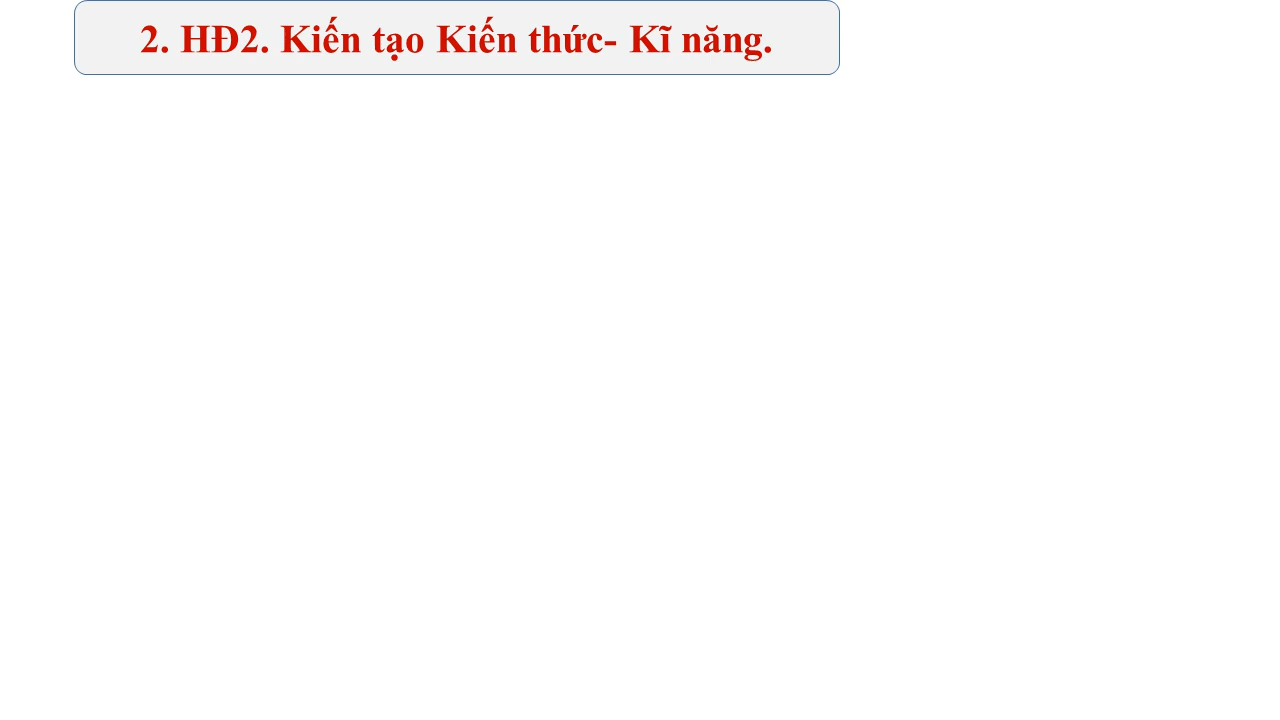 2. HĐ2. Kiến tạo Kiến thức- Kĩ năng.